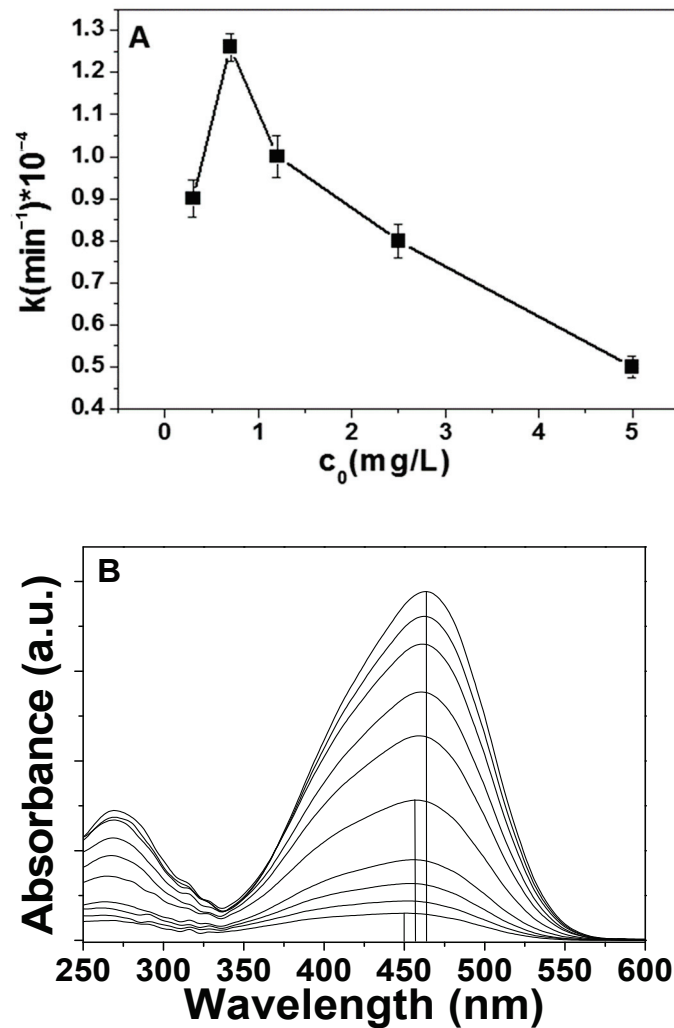 A
1.3
1.2
1.1
1.0
0.9
0.8
0.7
0.6
0.5
0.4
k(min⁻¹)*10⁻⁴
0 1 2 3 4 5
c₀(mg/L)
B
Absorbance (a.u.)
250 300 350 400 450 500 550 600
Wavelength (nm)